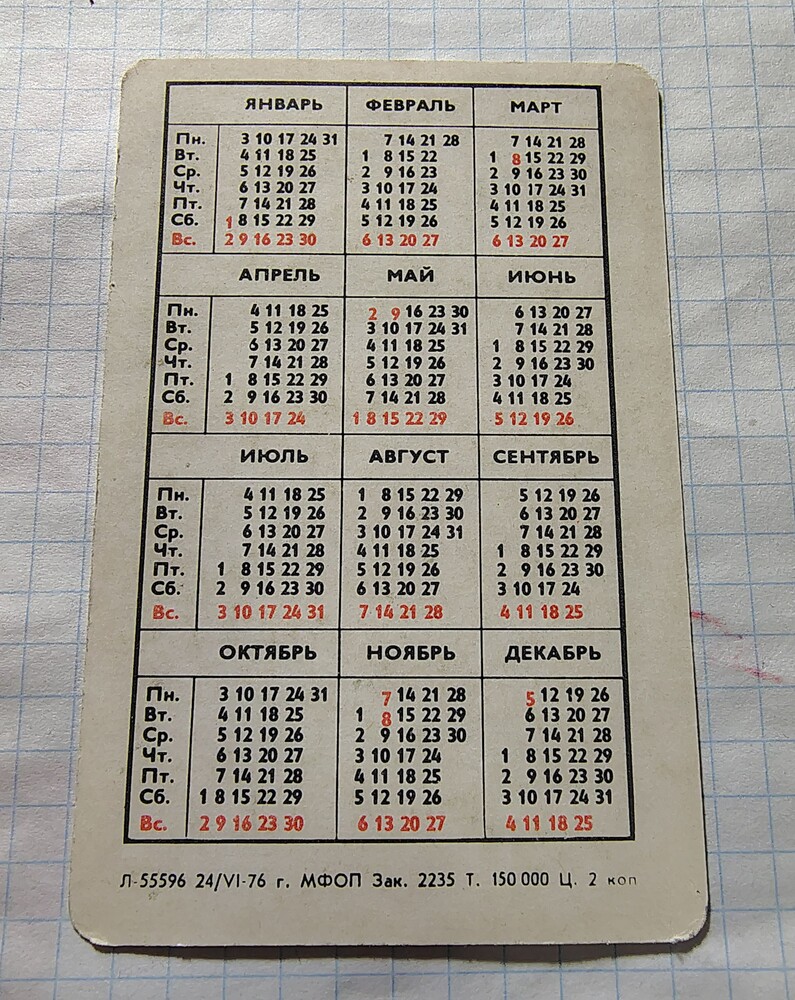 ЯНВАРЬ ФЕВРАЛЬ МАРТ
Пн. 3 10 17 24 31 7 14 21 28 7 14 21 28
Вт. 4 11 18 25 1 8 15 22 1 8 15 22 29
Ср. 5 12 19 26 2 9 16 23 2 9 16 23 30
Чт. 6 13 20 27 3 10 17 24 3 10 17 24 31
Пт. 7 14 21 28 4 11 18 25 4 11 18 25
Сб. 1 8 15 22 29 5 12 19 26 5 12 19 26
Вс. 2 9 16 23 30 6 13 20 27 6 13 20 27
АПРЕЛЬ МАЙ ИЮНЬ
Пн. 4 11 18 25 2 9 16 23 30 6 13 20 27
Вт. 5 12 19 26 3 10 17 24 31 7 14 21 28
Ср. 6 13 20 27 4 11 18 25 1 8 15 22 29
Чт. 7 14 21 28 5 12 19 26 2 9 16 23 30
Пт. 1 8 15 22 29 6 13 20 27 3 10 17 24
Сб. 2 9 16 23 30 7 14 21 28 4 11 18 25
Вс. 3 10 17 24 1 8 15 22 29 5 12 19 26
ИЮЛЬ АВГУСТ СЕНТЯБРЬ
Пн. 4 11 18 25 1 8 15 22 29 5 12 19 26
Вт. 5 12 19 26 2 9 16 23 30 6 13 20 27
Ср. 6 13 20 27 3 10 17 24 31 7 14 21 28
Чт. 7 14 21 28 4 11 18 25 1 8 15 22 29
Пт. 1 8 15 22 29 5 12 19 26 2 9 16 23 30
Сб. 2 9 16 23 30 6 13 20 27 3 10 17 24
Вс. 3 10 17 24 31 7 14 21 28 4 11 18 25
ОКТЯБРЬ НОЯБРЬ ДЕКАБРЬ
Пн. 3 10 17 24 31 7 14 21 28 5 12 19 26
Вт. 4 11 18 25 1 8 15 22 29 6 13 20 27
Ср. 5 12 19 26 2 9 16 23 30 7 14 21 28
Чт. 6 13 20 27 3 10 17 24 1 8 15 22 29
Пт. 7 14 21 28 4 11 18 25 2 9 16 23 30
Сб. 1 8 15 22 29 5 12 19 26 3 10 17 24 31
Вс. 2 9 16 23 30 6 13 20 27 4 11 18 25
Л-55596 24/VI-76 г. МФОП Зак. 2235 Т. 150 000 Ц. 2 коп